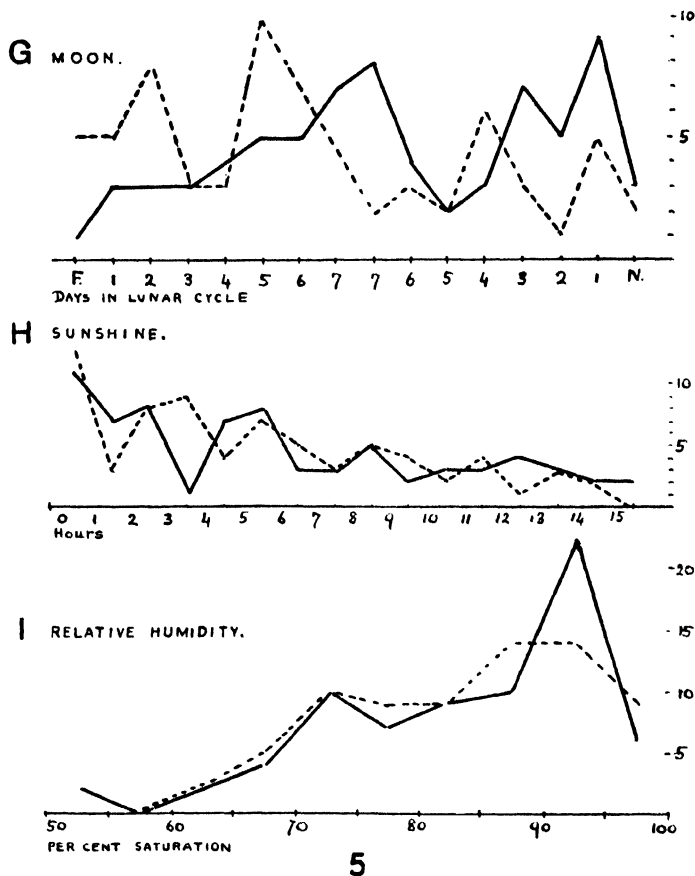 -10
G MOON.
-5
F. 1 2 3 4 5 6 7 7 6 5 4 3 2 1 N.
DAYS IN LUNAR CYCLE
H SUNSHINE.
-10
-5
0 1 2 3 4 5 6 7 8 9 10 11 12 13 14 15
Hours
-20
I RELATIVE HUMIDITY.
-15
-10
-5
50 60 70 80 90 100
PER CENT SATURATION
5